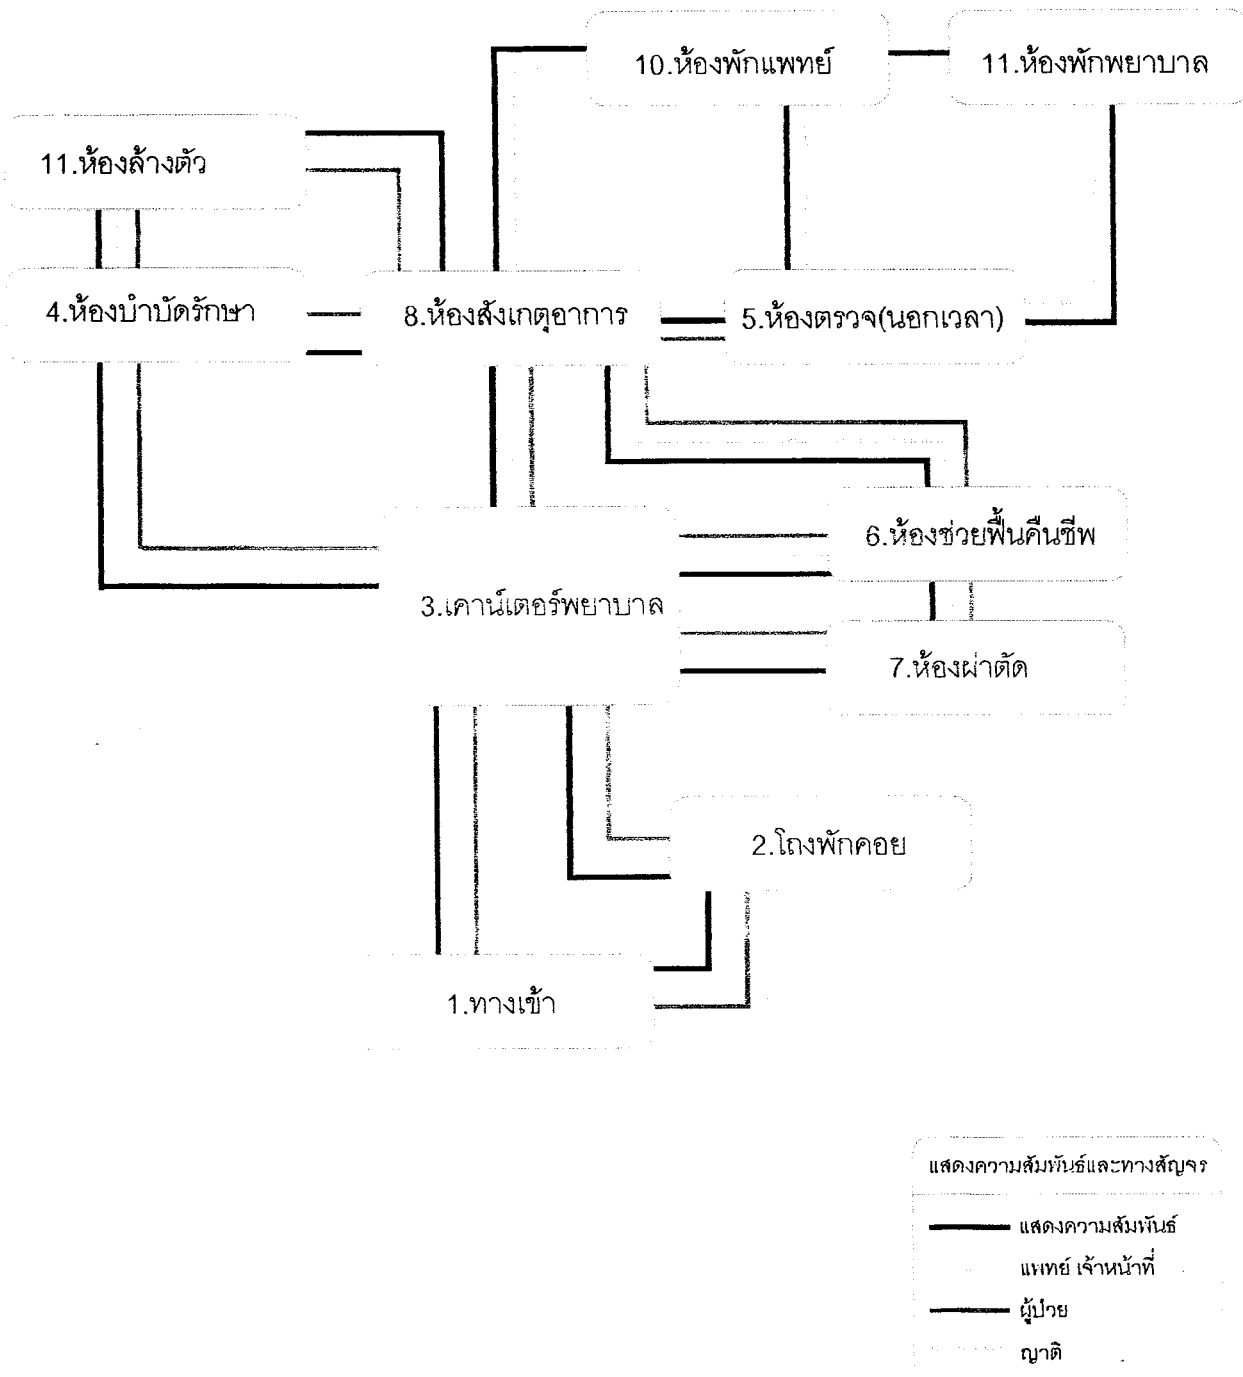 10.ห้องพักแพทย์
11.ห้องพักพยาบาล
11.ห้องล้างตัว
4.ห้องบำบัดรักษา
8.ห้องสังเกตุอาการ
5.ห้องตรวจ(นอกเวลา)
6.ห้องช่วยฟื้นคืนชีพ
3.เคาน์เตอร์พยาบาล
7.ห้องผ่าตัด
2.โถงพักคอย
1.ทางเข้า
แสดงความสัมพันธ์และทางสัญจร
แสดงความสัมพันธ์
แพทย์ เจ้าหน้าที่
ผู้ป่วย
ญาติ